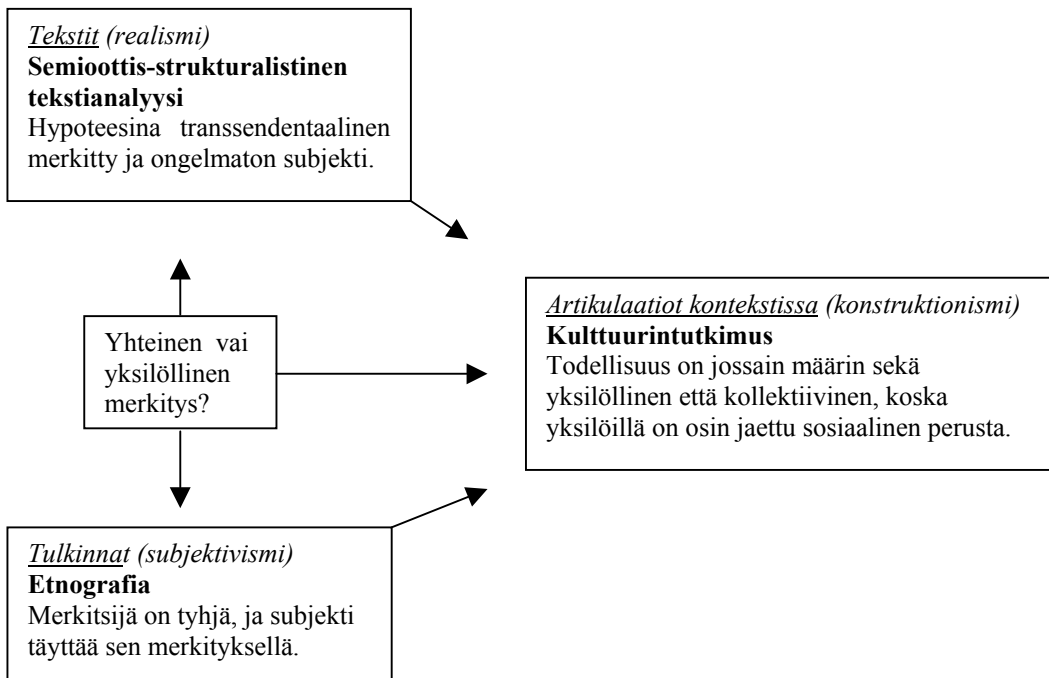 Tekstit (realismi)
Semioottis-strukturalistinen
tekstianalyysi
Hypoteesina transsendentaalinen
merkitty ja ongelmaton subjekti.
Yhteinen vai
yksilöllinen
merkitys?
Artikulaatiot kontekstissa (konstruktionismi)
Kulttuurintutkimus
Todellisuus on jossain määrin sekä
yksilöllinen että kollektiivinen, koska
yksilöillä on osin jaettu sosiaalinen perusta.
Tulkinnat (subjektivismi)
Etnografia
Merkitsijä on tyhjä, ja subjekti
täyttää sen merkityksellä.